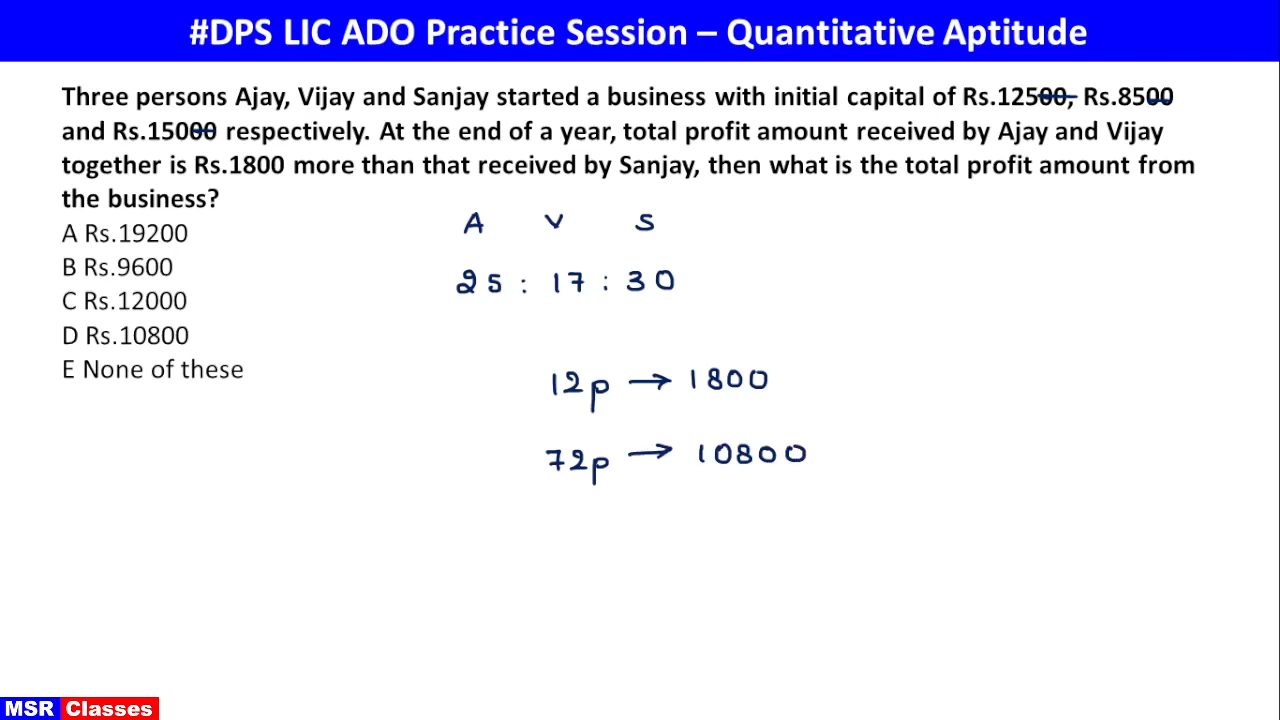 #DPS LIC ADO Practice Session – Quantitative Aptitude
Three persons Ajay, Vijay and Sanjay started a business with initial capital of Rs.12500, Rs.8500
and Rs.15000 respectively. At the end of a year, total profit amount received by Ajay and Vijay
together is Rs.1800 more than that received by Sanjay, then what is the total profit amount from
the business?
A Rs.19200
B Rs.9600
C Rs.12000
D Rs.10800
E None of these
A V S
25 : 17 : 30
12p → 1800
72p → 10800
MSR Classes